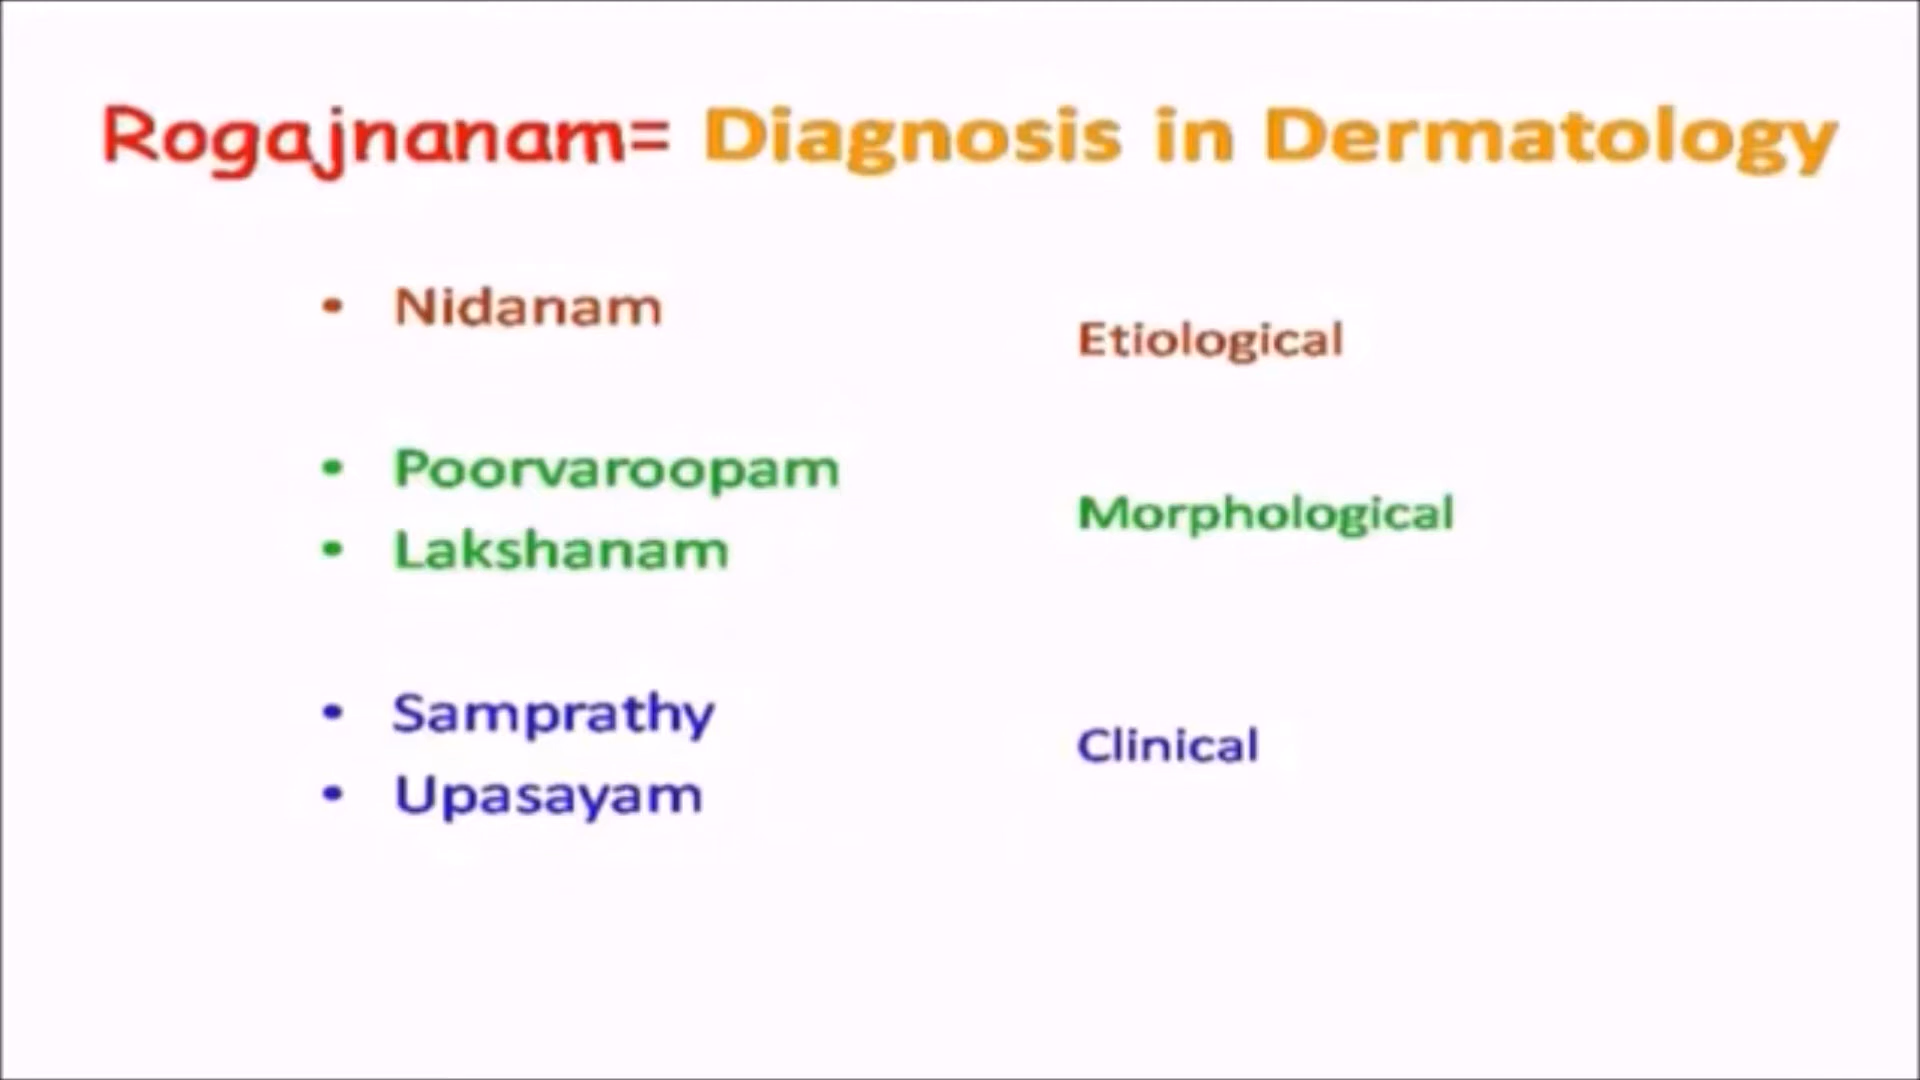 Rogajnanam= Diagnosis in Dermatology
• Nidanam
Etiological
• Poorvaroopam
• Lakshanam
Morphological
• Samprathy
• Upasayam
Clinical